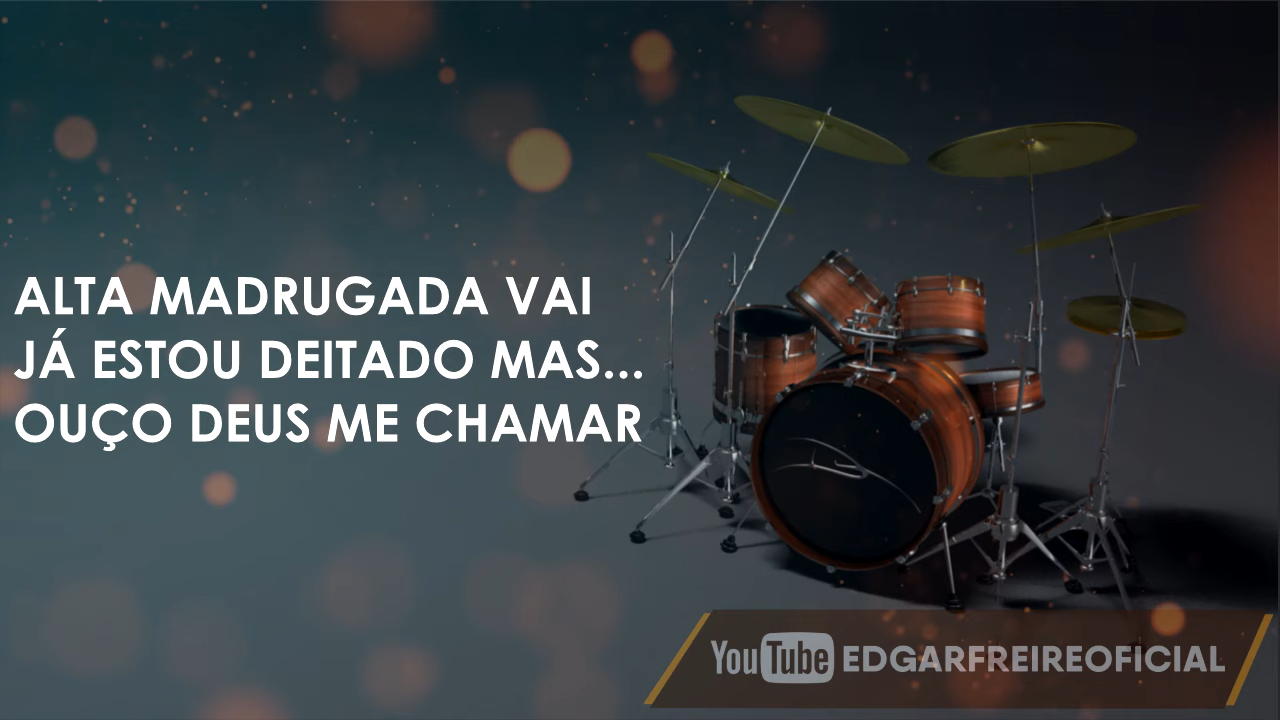 ALTA MADRUGADA VAI
JÁ ESTOU DEITADO MAS...
OUÇO DEUS ME CHAMAR
YouTube EDGARFREIREOFICIAL